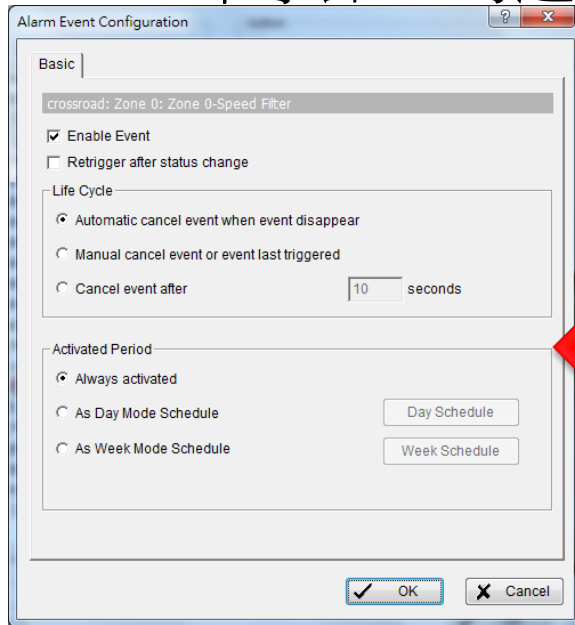 Alarm Event Configuration
Basic
crossroad: Zone 0: Zone 0-Speed Filter
Enable Event
Retrigger after status change
Life Cycle
Automatic cancel event when event disappear
Manual cancel event or event last triggered
Cancel event after 10 seconds
Activated Period
Always activated
As Day Mode Schedule Day Schedule
As Week Mode Schedule Week Schedule
OK Cancel